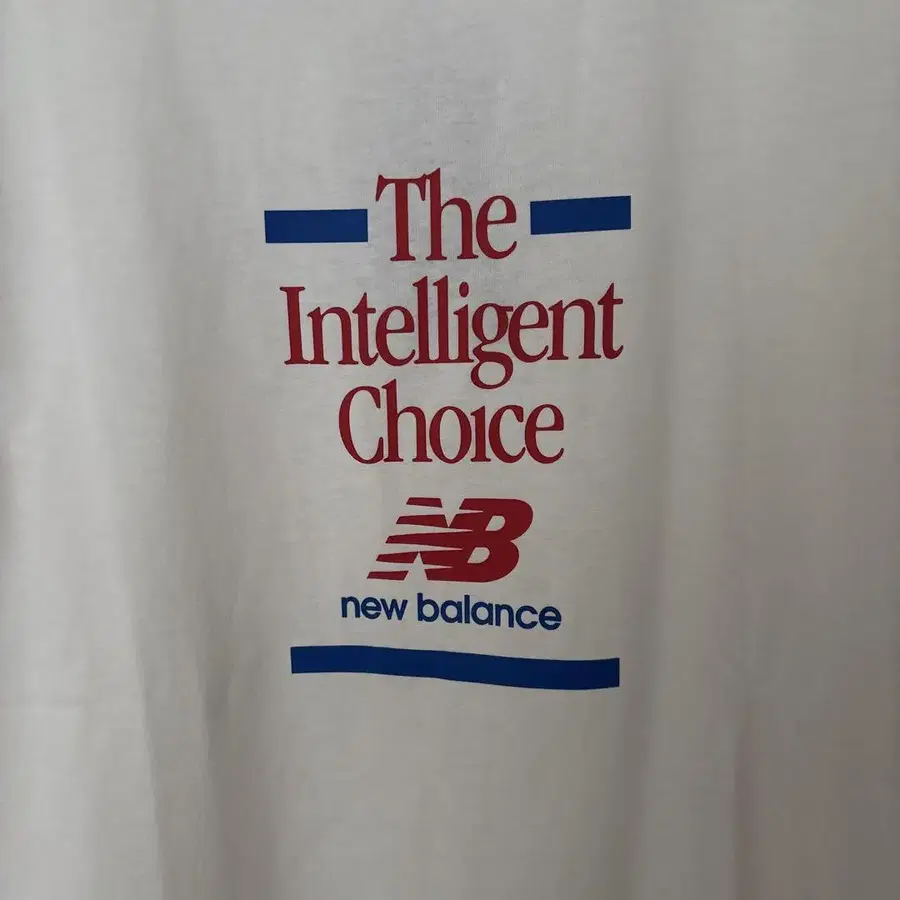 The
Intelligent
Choice
NB
new balance